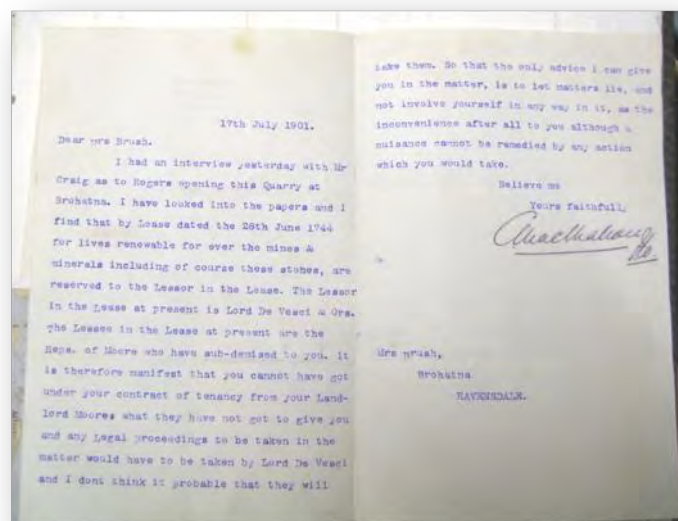 17th July 1901.
Dear mrs Brush.
I had an interview yesterday with Mr
Craig as to Rogers opening this Quarry at
Brohatna. I have looked into the papers and I
find that by Lease dated the 28th June 1744
for lives renewable for ever the mines &
minerals including of course these stones, are
reserved to the Lessor in the Lease. The Lessor
in the Lease at present is Lord De Vesci & Ors.
The Lessee in the Lease at present are the
Reps. of Moore who have sub-demised to you. It
is therefore manifest that you cannot have got
under your contract of tenancy from your Land-
lord Moores what they have not got to give you
and any Legal proceedings to be taken in the
matter would have to be taken by Lord De Vesci
and I dont think it probable that they will
take them. So that the only advice I can give
you in the matter, is to let matters lie, and
not involve yourself in any way in it, as the
inconvenience after all to you although a
nuisance cannot be remedied by any action
which you would take.
Believe me
Yours faithfull,
Mrs Brush,
Brohatna
RAVENSDALE.